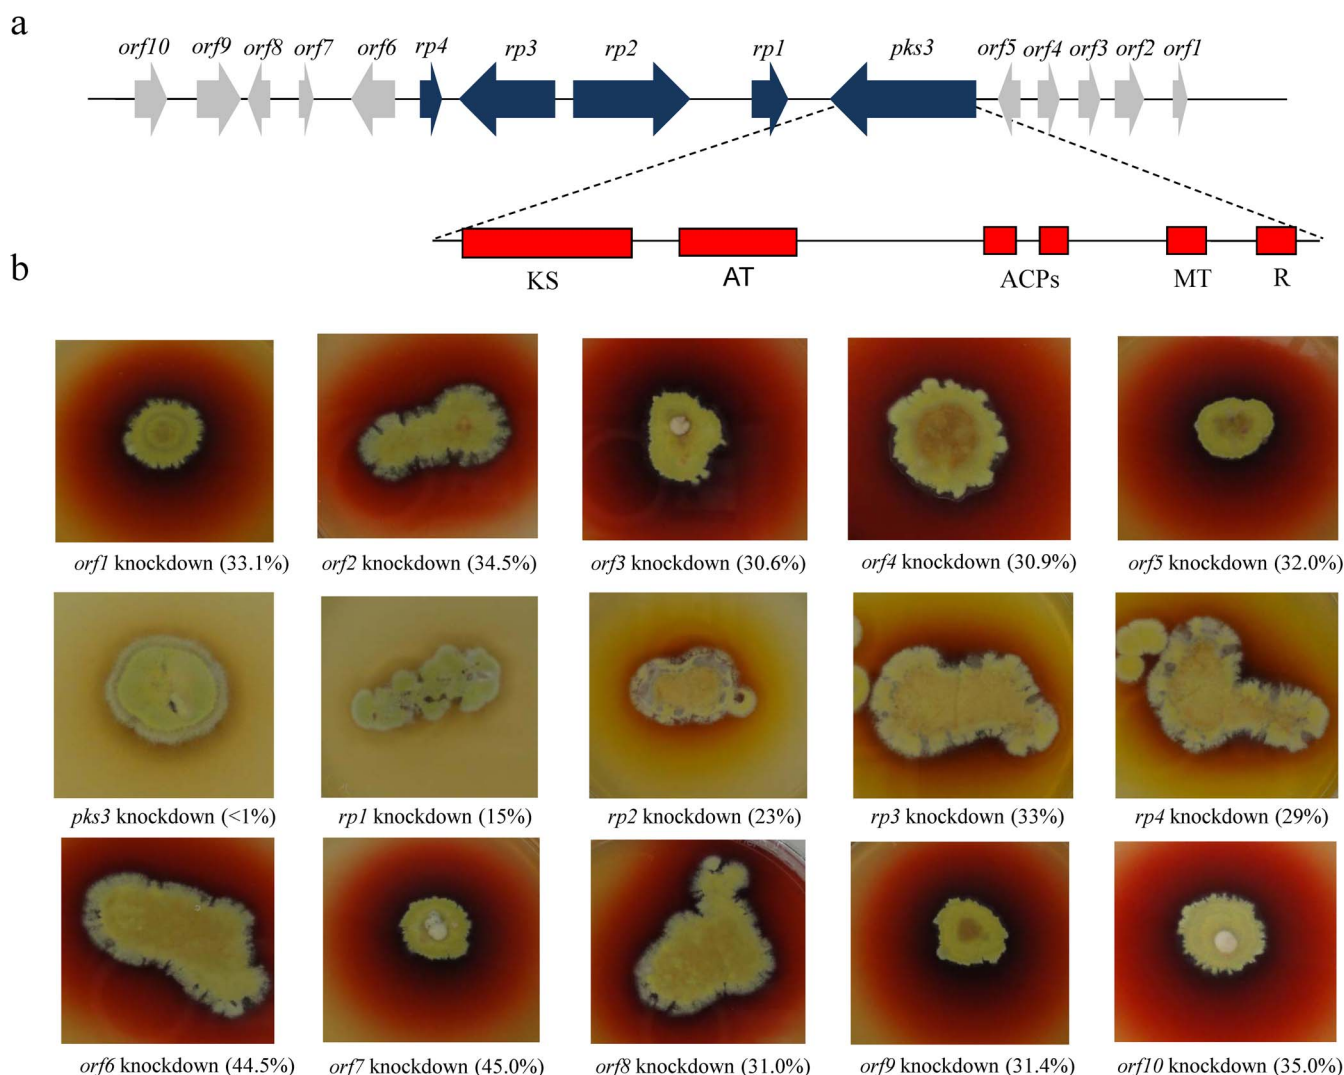 a
orf10 orf9 orf8 orf7 orf6 rp4 rp3 rp2 rp1 pks3 orf5 orf4 orf3 orf2 orf1
KS AT ACPs MT R
b
orf1 knockdown (33.1%) orf2 knockdown (34.5%) orf3 knockdown (30.6%) orf4 knockdown (30.9%) orf5 knockdown (32.0%)
pks3 knockdown (<1%) rp1 knockdown (15%) rp2 knockdown (23%) rp3 knockdown (33%) rp4 knockdown (29%)
orf6 knockdown (44.5%) orf7 knockdown (45.0%) orf8 knockdown (31.0%) orf9 knockdown (31.4%) orf10 knockdown (35.0%)